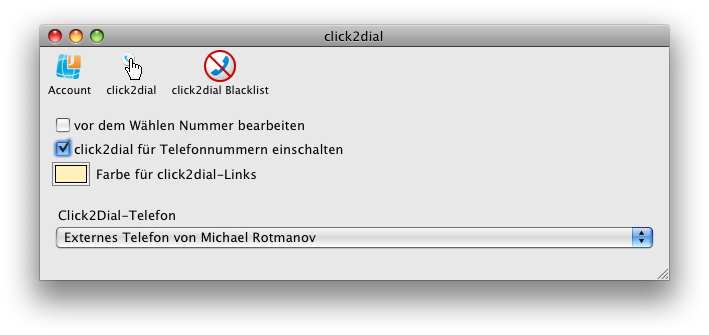 click2dial
Account click2dial click2dial Blacklist
vor dem Wählen Nummer bearbeiten
click2dial für Telefonnummern einschalten
Farbe für click2dial-Links
Click2Dial-Telefon
Externes Telefon von Michael Rotmanov